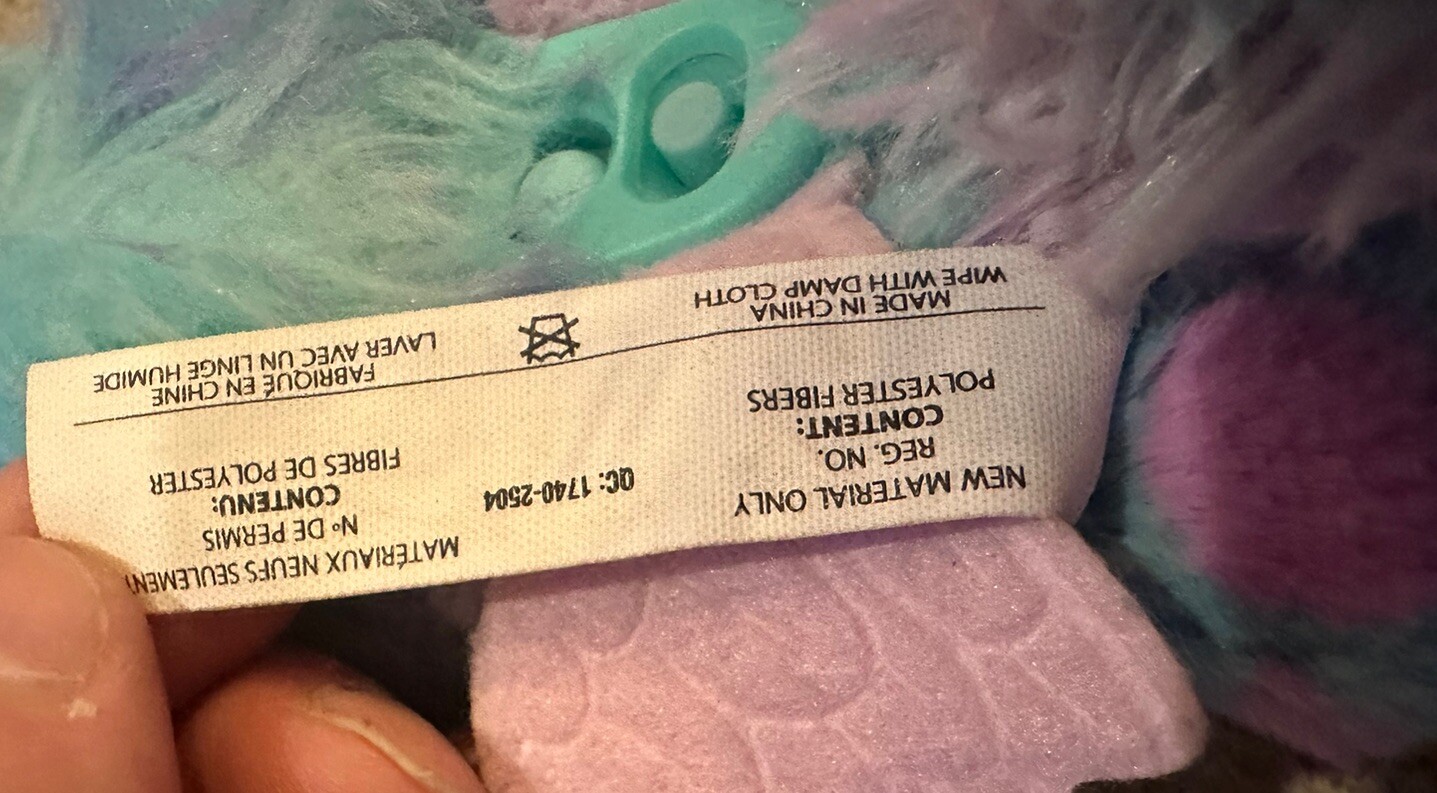 NEW MATERIAL ONLY
REG. NO.
CONTENT:
POLYESTER FIBERS
MADE IN CHINA
WIPE WITH DAMP CLOTH
QC: 1740-2504
MATÉRIAUX NEUFS SEULEMENT
Nº DE PERMIS
CONTENU:
FIBRES DE POLYESTER
FABRIQUÉ EN CHINE
LAVER AVEC UN LINGE HUMIDE